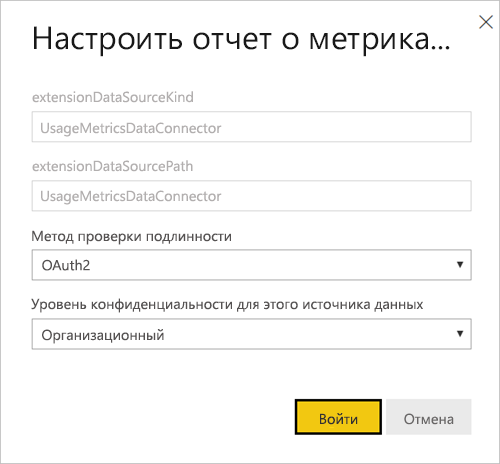 Настроить отчет о метрика...
extensionDataSourceKind
UsageMetricsDataConnector
extensionDataSourcePath
UsageMetricsDataConnector
Метод проверки подлинности
OAuth2
Уровень конфиденциальности для этого источника данных
Организационный
Войти Отмена